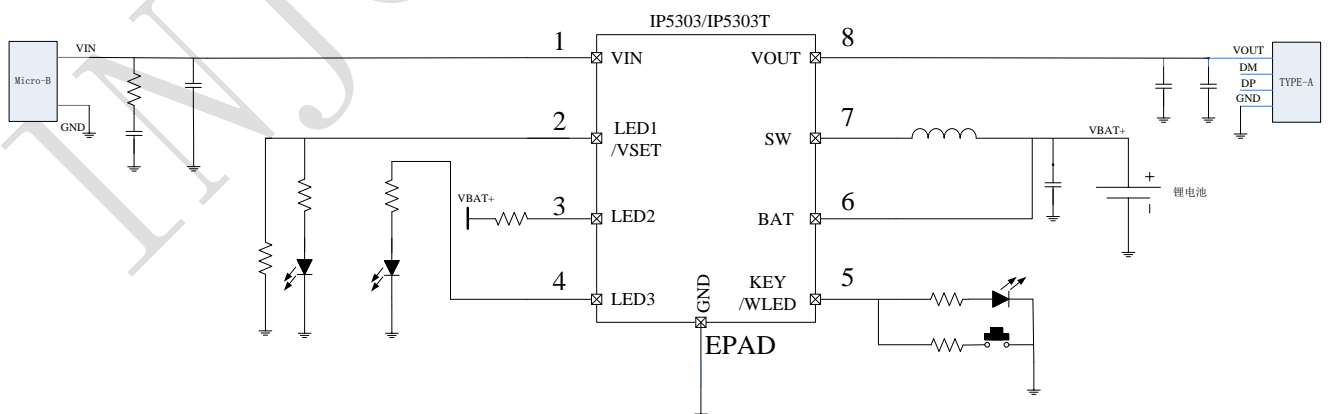 IP5303/IP5303T
Micro-B
VIN
GND
1
VIN
2
LED1
/VSET
VBAT+
3
LED2
4
LED3
GND
EPAD
8
VOUT
7
SW
6
BAT
5
KEY
/WLED
VBAT+
+
锂电池
VOUT
DM
DP
GND
TYPE-A
INJ